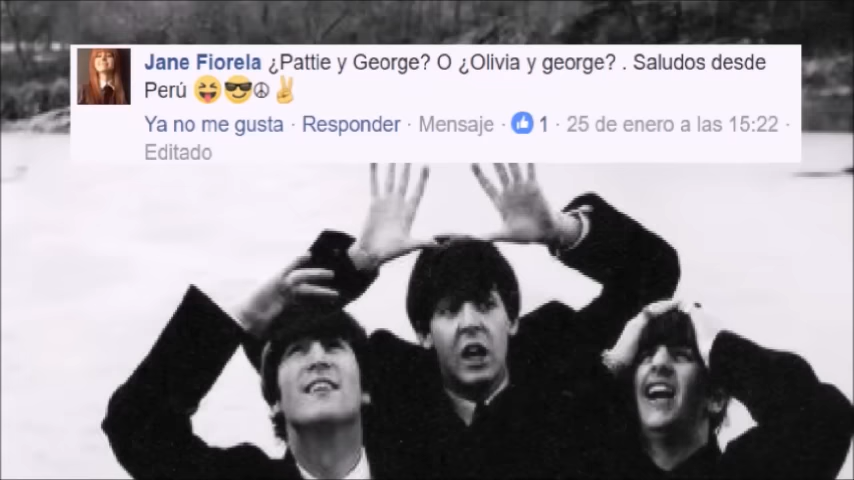 Jane Fiorela ¿Pattie y George? O ¿Olivia y george? . Saludos desde
Perú 😝😎☮✌
Ya no me gusta · Responder · Mensaje · 1 · 25 de enero a las 15:22 ·
Editado